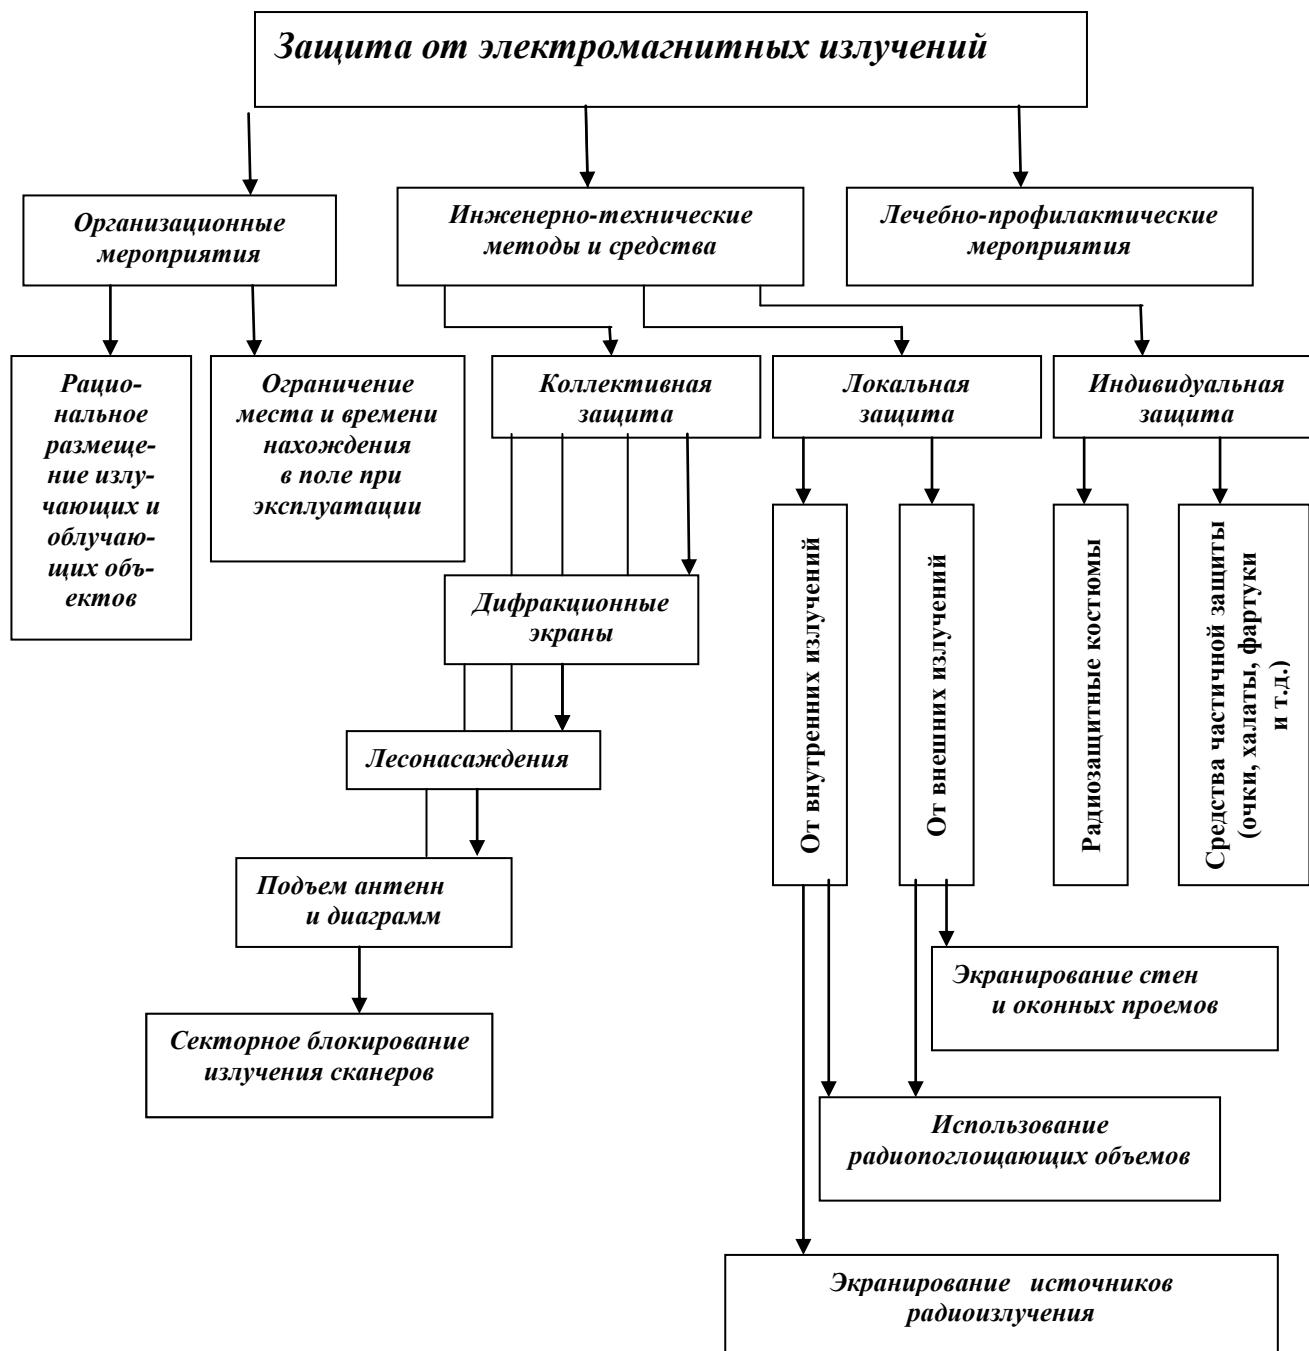 Защита от электромагнитных излучений
Организационные
мероприятия
Инженерно-технические
методы и средства
Лечебно-профилактические
мероприятия
Рацио-
нальное
размеще-
ние излу-
чающих и
облучаю-
щих объ-
ектов
Ограничение
места и времени
нахождения
в поле при
эксплуатации
Коллективная
защита
Локальная
защита
Индивидуальная
защита
Дифракционные
экраны
Лесонасаждения
Подъем антенн
и диаграмм
Секторное блокирование
излучения сканеров
От внутренних излучений
От внешних излучений
Радиозащитные костюмы
Средства частичной защиты
(очки, халаты, фартуки
и т.д.)
Экранирование стен
и оконных проемов
Использование
радиопоглощающих объемов
Экранирование источников
радиоизлучения